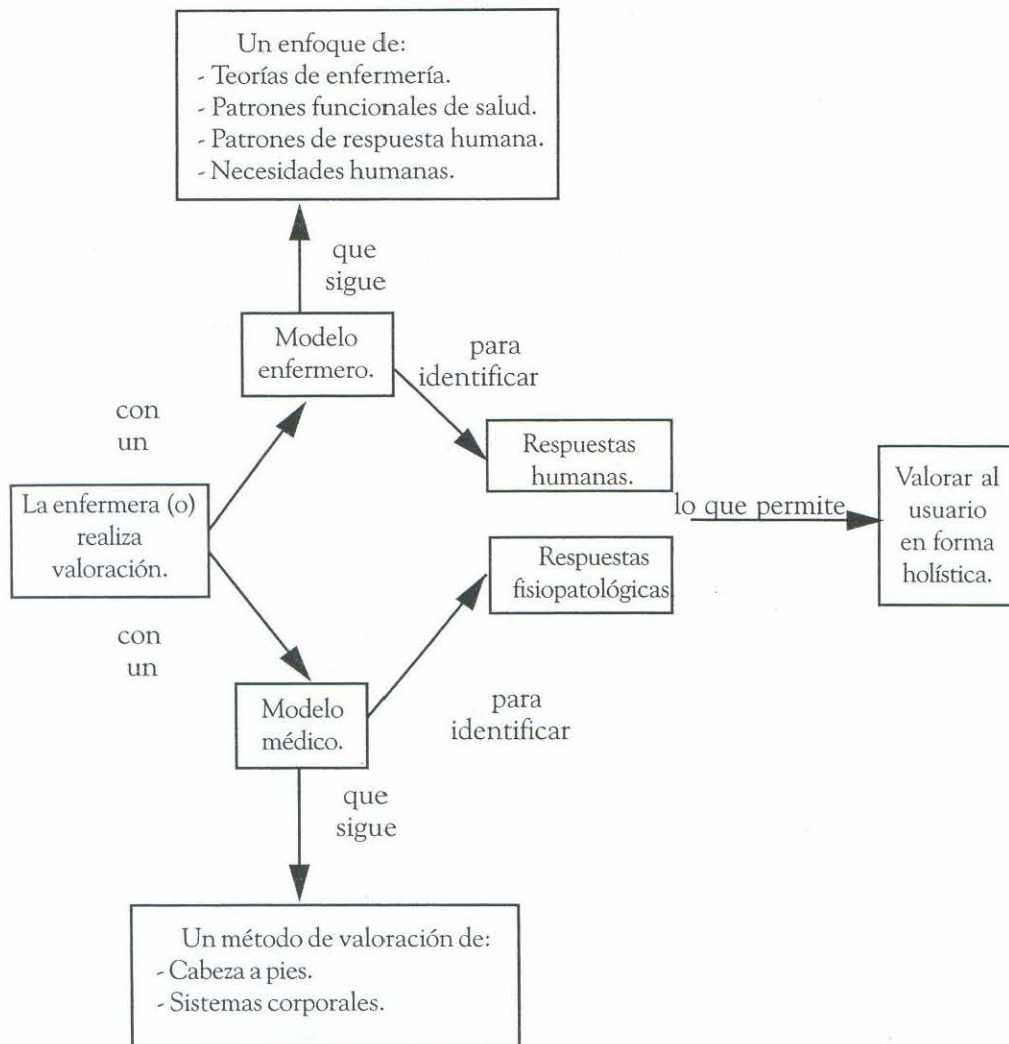 Un enfoque de:
- Teorías de enfermería.
- Patrones funcionales de salud.
- Patrones de respuesta humana.
- Necesidades humanas.
que
sigue
Modelo
enfermero.
para
identificar
con
un
Respuestas
humanas.
La enfermera (o)
realiza
valoración.
lo que permite
Valorar al
usuario
en forma
holística.
Respuestas
fisiopatológicas
con
un
Modelo
médico.
para
identificar
que
sigue
Un método de valoración de:
- Cabeza a pies.
- Sistemas corporales.